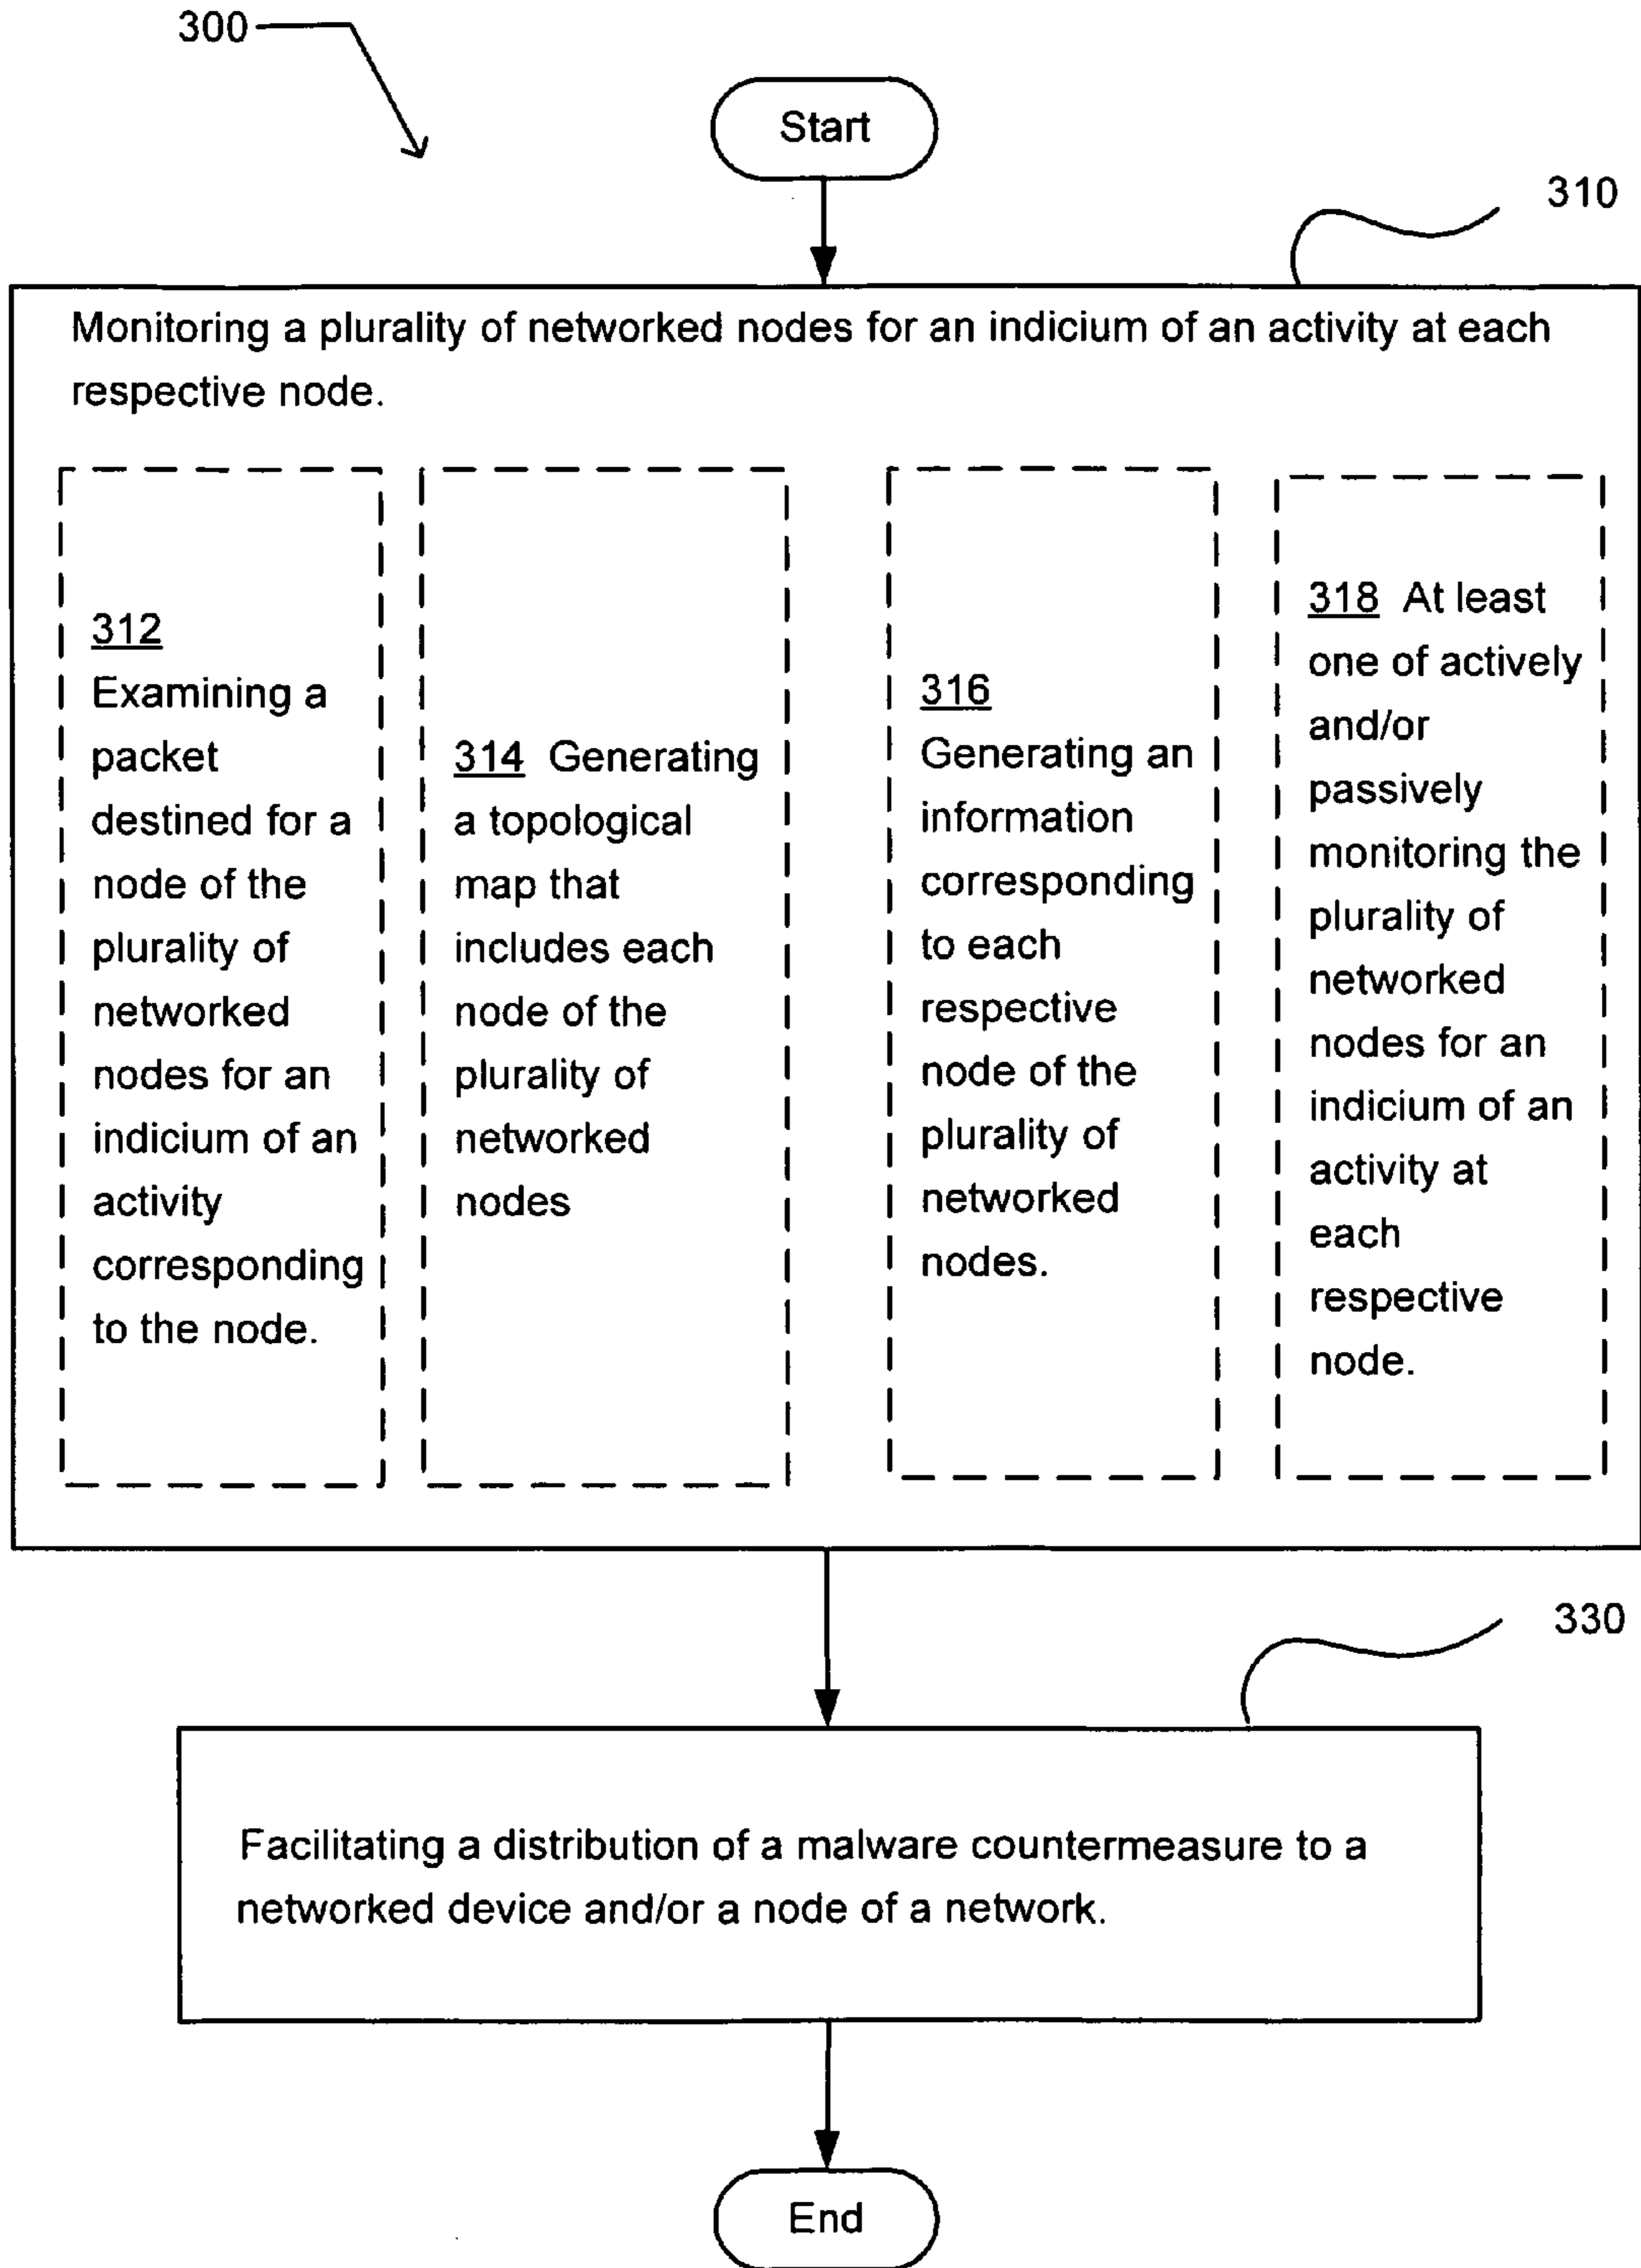 300
Start
310
Monitoring a plurality of networked nodes for an indicium of an activity at each
respective node.
312
Examining a
packet
destined for a
node of the
plurality of
networked
nodes for an
indicium of an
activity
corresponding
to the node.
314 Generating
a topological
map that
includes each
node of the
plurality of
networked
nodes
316
Generating an
information
corresponding
to each
respective
node of the
plurality of
networked
nodes.
318 At least
one of actively
and/or
passively
monitoring the
plurality of
networked
nodes for an
indicium of an
activity at
each
respective
node.
330
Facilitating a distribution of a malware countermeasure to a
networked device and/or a node of a network.
End